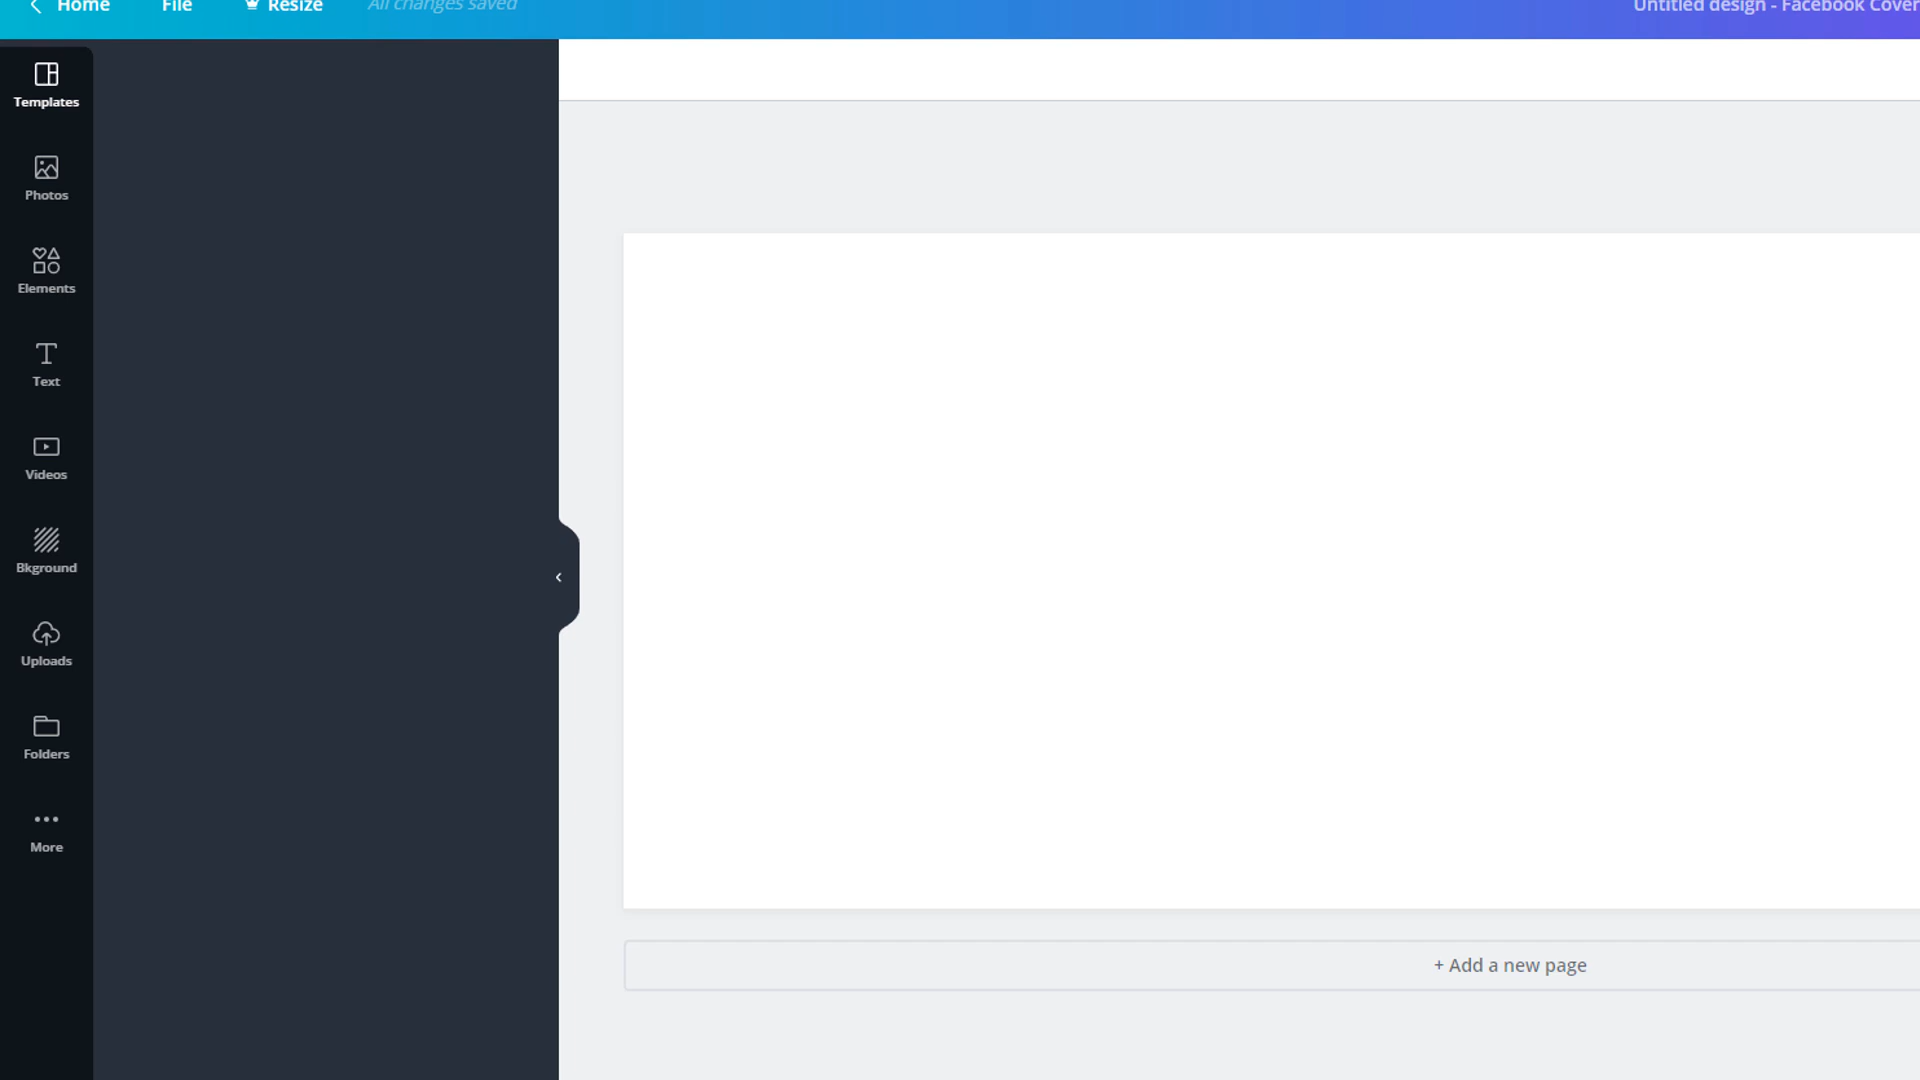 Home File Resize All changes saved Untitled design - Facebook Cover
Templates
Photos
Elements
Text
Videos
Bkground
Uploads
Folders
More
+ Add a new page